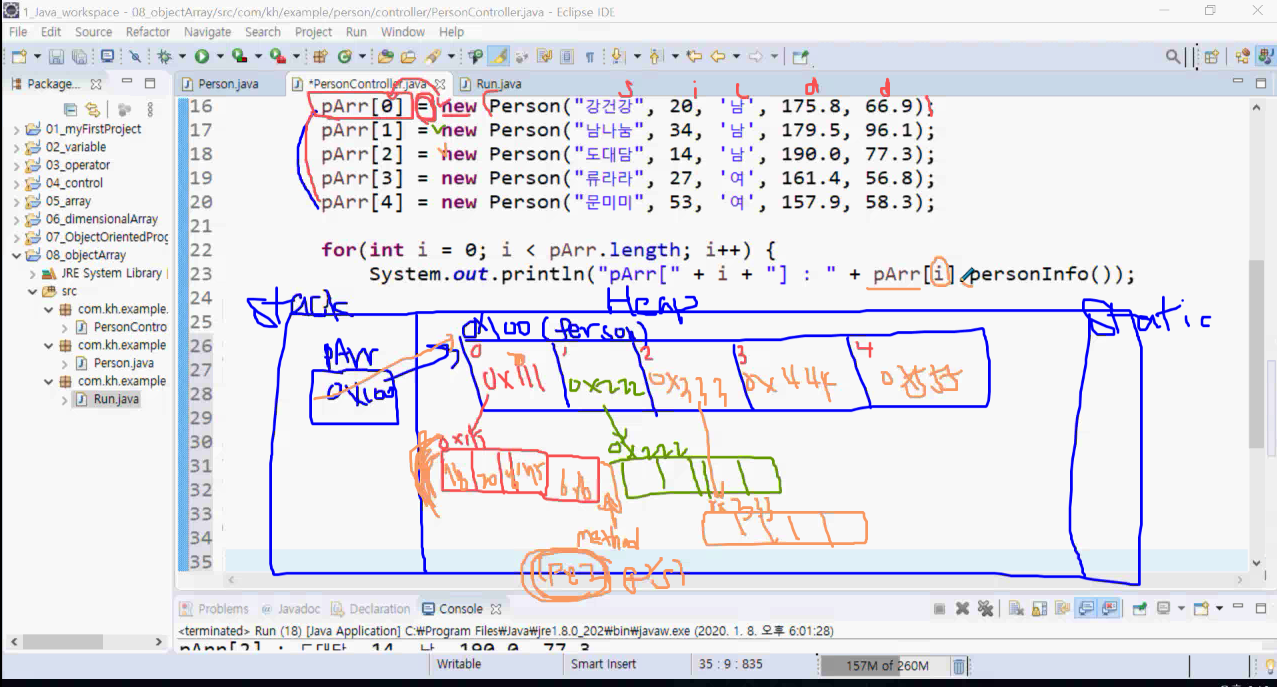 1_Java_workspace - 08_objectArray/src/com/kh/example/person/controller/PersonController.java - Eclipse IDE
File Edit Source Refactor Navigate Search Project Run Window Help
Package...
01_myFirstProject
02_variable
03_operator
04_control
05_array
06_dimensionalArray
07_ObjectOrientedProg
08_objectArray
JRE System Library [
src
com.kh.example
PersonContro
com.kh.example
Person.java
com.kh.example
Run.java
Person.java *PersonController.java Run.java
S i c d d
16 pArr[0] = new Person("강건강", 20, '남', 175.8, 66.9);
17 pArr[1] = new Person("남나눔", 34, '남', 179.5, 96.1);
18 pArr[2] = new Person("도대담", 14, '남', 190.0, 77.3);
19 pArr[3] = new Person("류라라", 27, '여', 161.4, 56.8);
20 pArr[4] = new Person("문미미", 53, '여', 157.9, 58.3);
21
22 for(int i = 0; i < pArr.length; i++) {
23 System.out.println("pArr[" + i + "] : " + pArr[i].personInfo());
24
25
26
27
28
29
30
31
32
33
34
35
Stack Heap Static
0x100 (person)
pArr
0x100
0 1 2 3 4
0x111 0x222 0x333 0x444 0x555
0x222
method
Problems Javadoc Declaration Console
<terminated> Run (18) [Java Application] C:₩Program Files₩Java₩jre1.8.0_202₩bin₩javaw.exe (2020. 1. 8. 오후 6:01:28)
pArr[2] : 도대담, 14, 남, 190.0, 77.3
Writable Smart Insert 35 : 9 : 835 157M of 260M